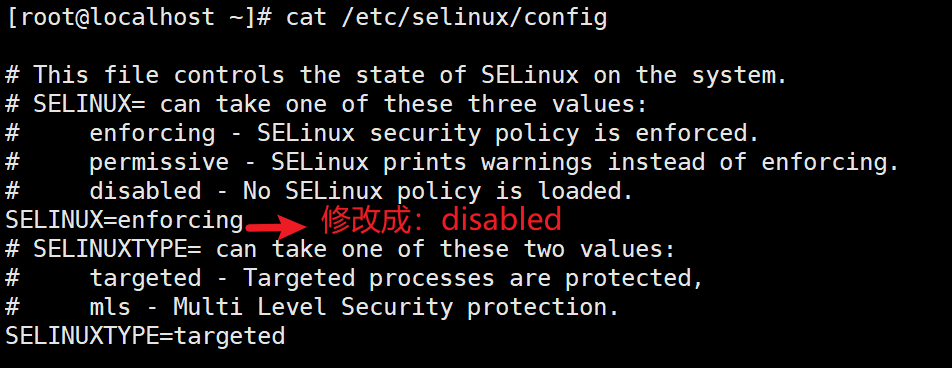 [root@localhost ~]# cat /etc/selinux/config
# This file controls the state of SELinux on the system.
# SELINUX= can take one of these three values:
#     enforcing - SELinux security policy is enforced.
#     permissive - SELinux prints warnings instead of enforcing.
#     disabled - No SELinux policy is loaded.
SELINUX=enforcing 修改成：disabled
# SELINUXTYPE= can take one of these two values:
#     targeted - Targeted processes are protected,
#     mls - Multi Level Security protection.
SELINUXTYPE=targeted